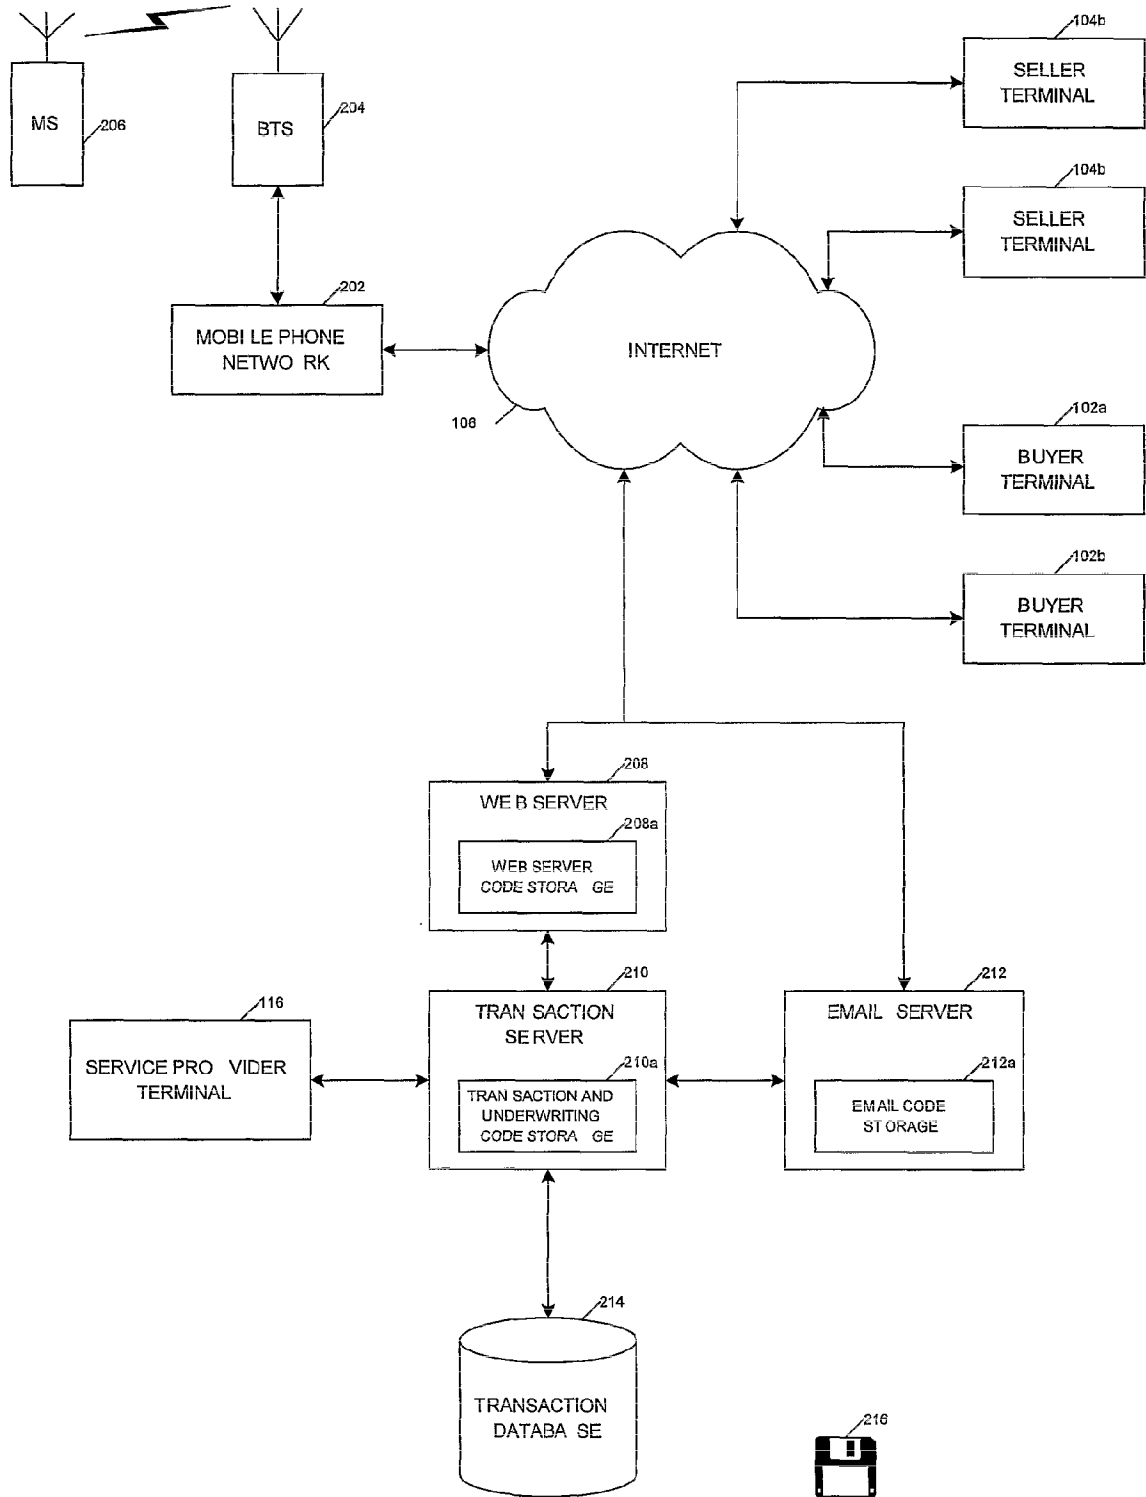 104b
SELLER
TERMINAL
MS
206
BTS
204
104b
SELLER
TERMINAL
202
MOBI LE PHONE
NETWO RK
INTERNET
106
102a
BUYER
TERMINAL
102b
BUYER
TERMINAL
208
WE B SERVER
208a
WEB SERVER
CODE STORA GE
116
SERVICE PRO VIDER
TERMINAL
210
TRAN SACTION
SERVER
210a
TRAN SACTION AND
UNDERWRITING
CODE STORA GE
212
EMAIL SERVER
212a
EMAIL CODE
ST ORAGE
214
TRANSACTION
DATABA SE
216